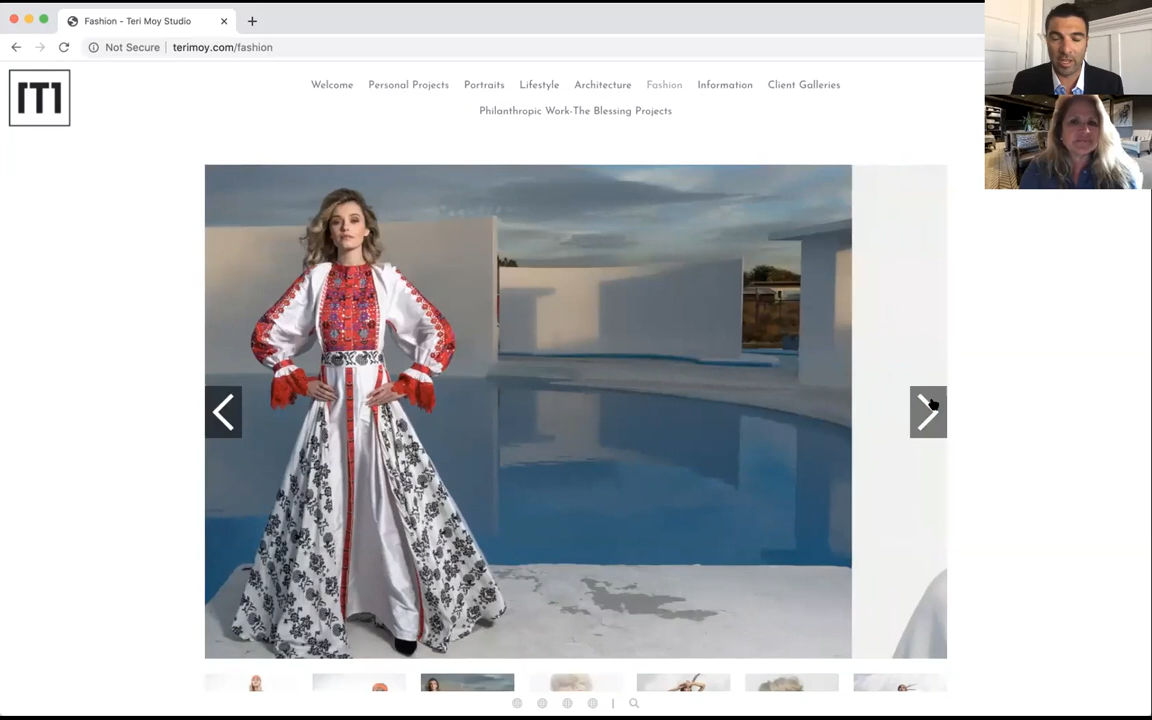 Fashion - Teri Moy Studio
Not Secure | terimoy.com/fashion
Welcome Personal Projects Portraits Lifestyle Architecture Fashion Information Client Galleries
Philanthropic Work-The Blessing Projects